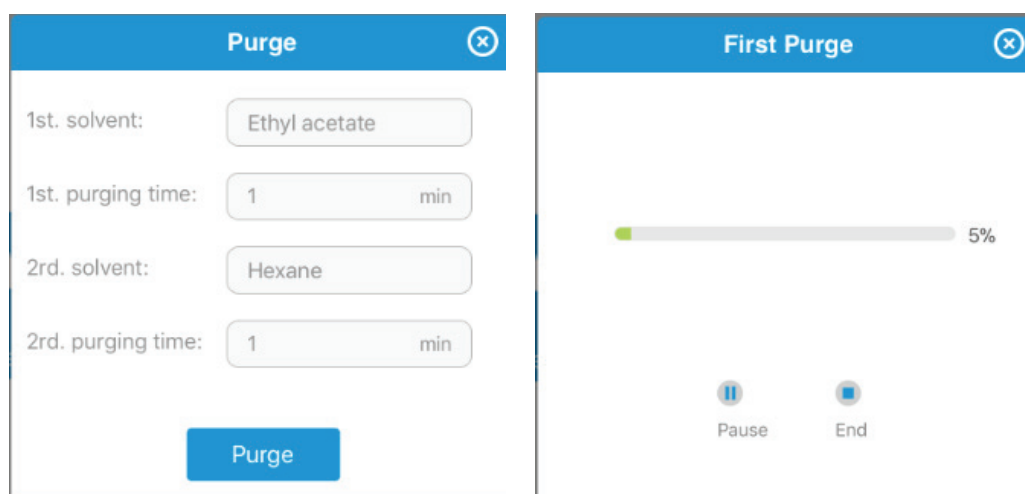 Purge
1st. solvent:
Ethyl acetate
1st. purging time:
1 min
2rd. solvent:
Hexane
2rd. purging time:
1 min
Purge
First Purge
5%
Pause
End